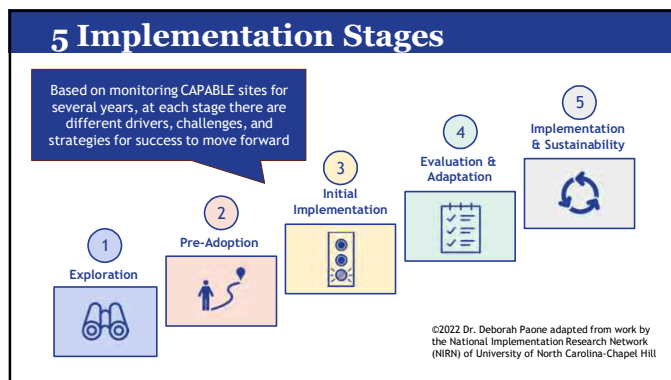 5 Implementation Stages
Based on monitoring CAPABLE sites for
several years, at each stage there are
different drivers, challenges, and
strategies for success to move forward
1
Exploration
2
Pre-Adoption
3
Initial
Implementation
4
Evaluation &
Adaptation
5
Implementation
& Sustainability
©2022 Dr. Deborah Paone adapted from work by
the National Implementation Research Network
(NIRN) of University of North Carolina-Chapel Hill